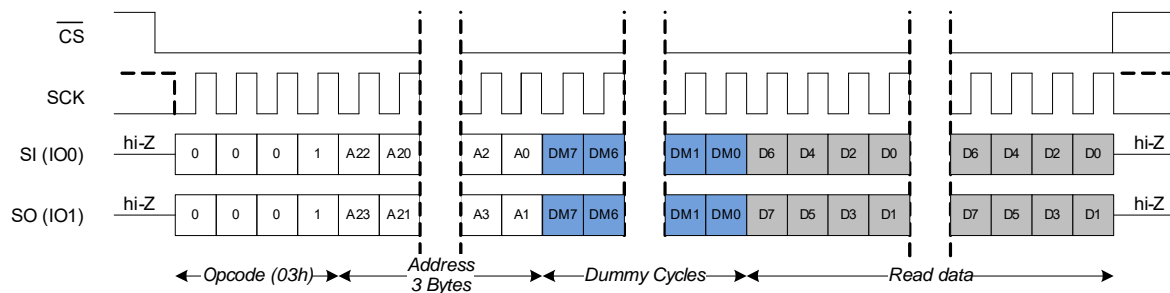 CS
SCK
SI (IO0) hi-Z 0 0 0 1 A22 A20 A2 A0 DM7 DM6 DM1 DM0 D6 D4 D2 D0 D6 D4 D2 D0 hi-Z
SO (IO1) hi-Z 0 0 0 1 A23 A21 A3 A1 DM7 DM6 DM1 DM0 D7 D5 D3 D1 D7 D5 D3 D1 hi-Z
Opcode (03h) Address Dummy Cycles Read data
3 Bytes